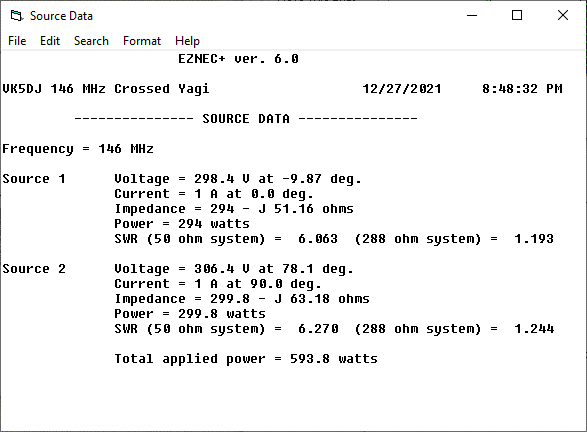 Source Data
File Edit Search Format Help
EZNEC+ ver. 6.0
VK5DJ 146 MHz Crossed Yagi 12/27/2021 8:48:32 PM
--------------- SOURCE DATA ---------------
Frequency = 146 MHz
Source 1 Voltage = 298.4 V at -9.87 deg.
Current = 1 A at 0.0 deg.
Impedance = 294 - J 51.16 ohms
Power = 294 watts
SWR (50 ohm system) = 6.063 (288 ohm system) = 1.193
Source 2 Voltage = 306.4 V at 78.1 deg.
Current = 1 A at 90.0 deg.
Impedance = 299.8 - J 63.18 ohms
Power = 299.8 watts
SWR (50 ohm system) = 6.270 (288 ohm system) = 1.244
Total applied power = 593.8 watts